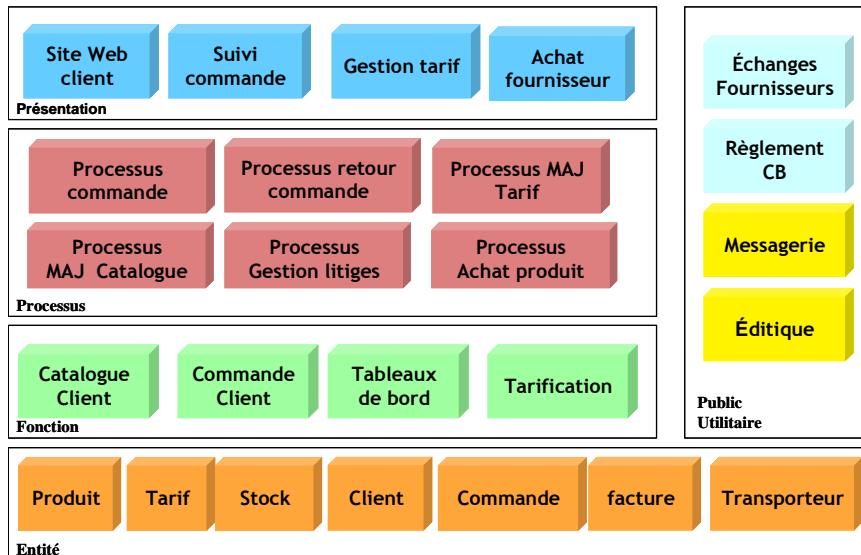 Site Web
client
Suivi
commande
Gestion tarif
Achat
fournisseur
Présentation
Processus
commande
Processus retour
commande
Processus MAJ
Tarif
Processus
MAJ Catalogue
Processus
Gestion litiges
Processus
Achat produit
Processus
Catalogue
Client
Commande
Client
Tableaux
de bord
Tarification
Fonction
Échanges
Fournisseurs
Règlement
CB
Messagerie
Éditique
Public
Utilitaire
Produit
Tarif
Stock
Client
Commande
facture
Transporteur
Entité